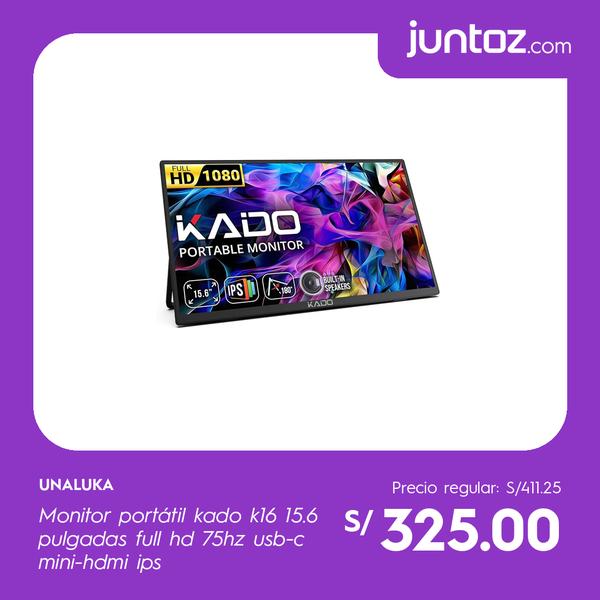 juntoz.com
FULL
HD 1080
KADO
PORTABLE MONITOR
15.6"
IPS
180°
BUILT-IN
SPEAKERS
KADO
UNALUKA
Monitor portátil kado k16 15.6
pulgadas full hd 75hz usb-c
mini-hdmi ips
Precio regular: S/411.25
S/ 325.00